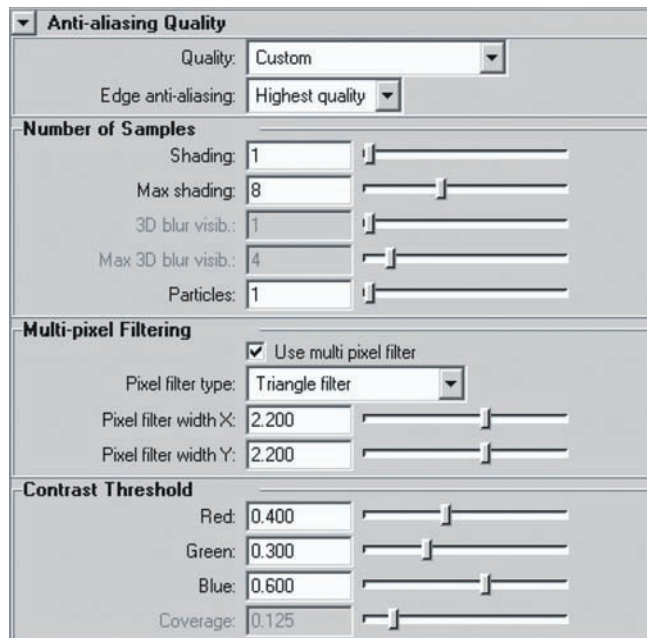 Anti-aliasing Quality
Quality: Custom
Edge anti-aliasing: Highest quality
Number of Samples
Shading: 1
Max shading: 8
3D blur visib.: 1
Max 3D blur visib.: 4
Particles: 1
Multi-pixel Filtering
Use multi pixel filter
Pixel filter type: Triangle filter
Pixel filter width X: 2.200
Pixel filter width Y: 2.200
Contrast Threshold
Red: 0.400
Green: 0.300
Blue: 0.600
Coverage: 0.125